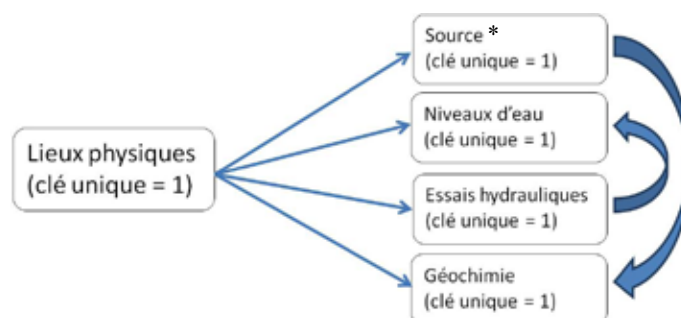 Lieux physiques
(clé unique = 1)
Source *
(clé unique = 1)
Niveaux d'eau
(clé unique = 1)
Essais hydrauliques
(clé unique = 1)
Géochimie
(clé unique = 1)